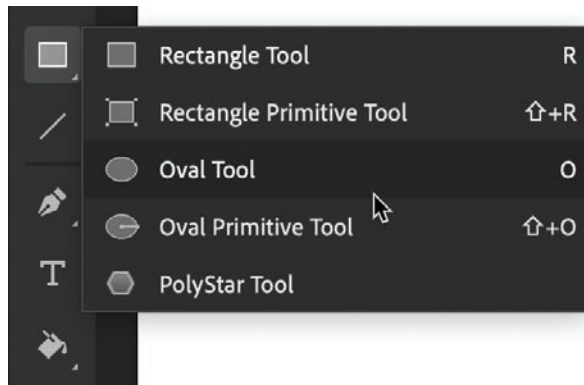 Rectangle Tool R
Rectangle Primitive Tool ⇧+R
Oval Tool O
Oval Primitive Tool ⇧+O
PolyStar Tool